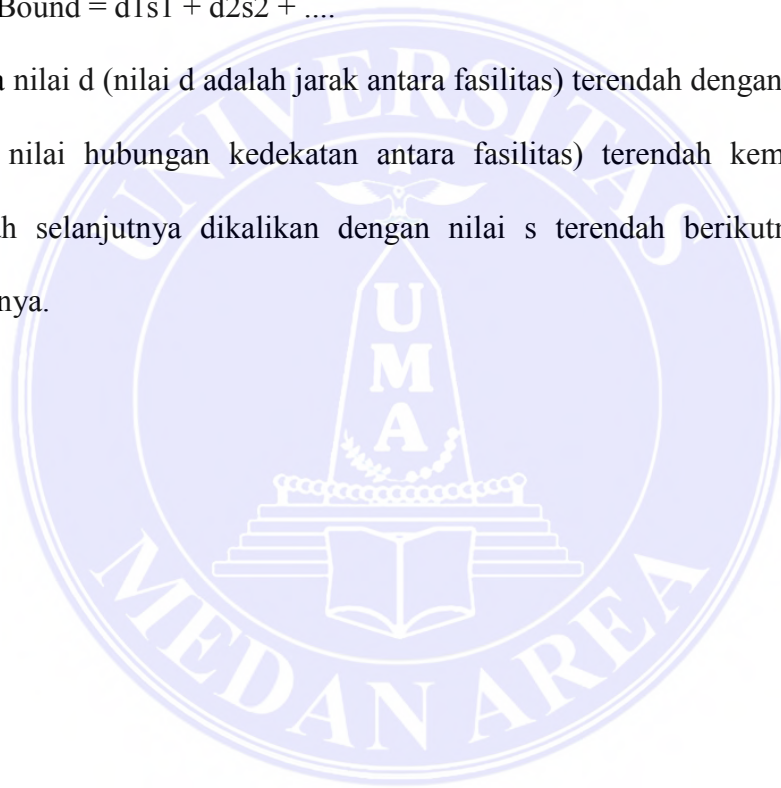 Bound = d1s1 + d2s2 + ....
nilai d (nilai d adalah jarak antara fasilitas) terendah dengan
nilai hubungan kedekatan antara fasilitas) terendah kem
h selanjutnya dikalikan dengan nilai s terendah berikutn
nya.
UNIVERSITAS
UMA
MEDAN AREA